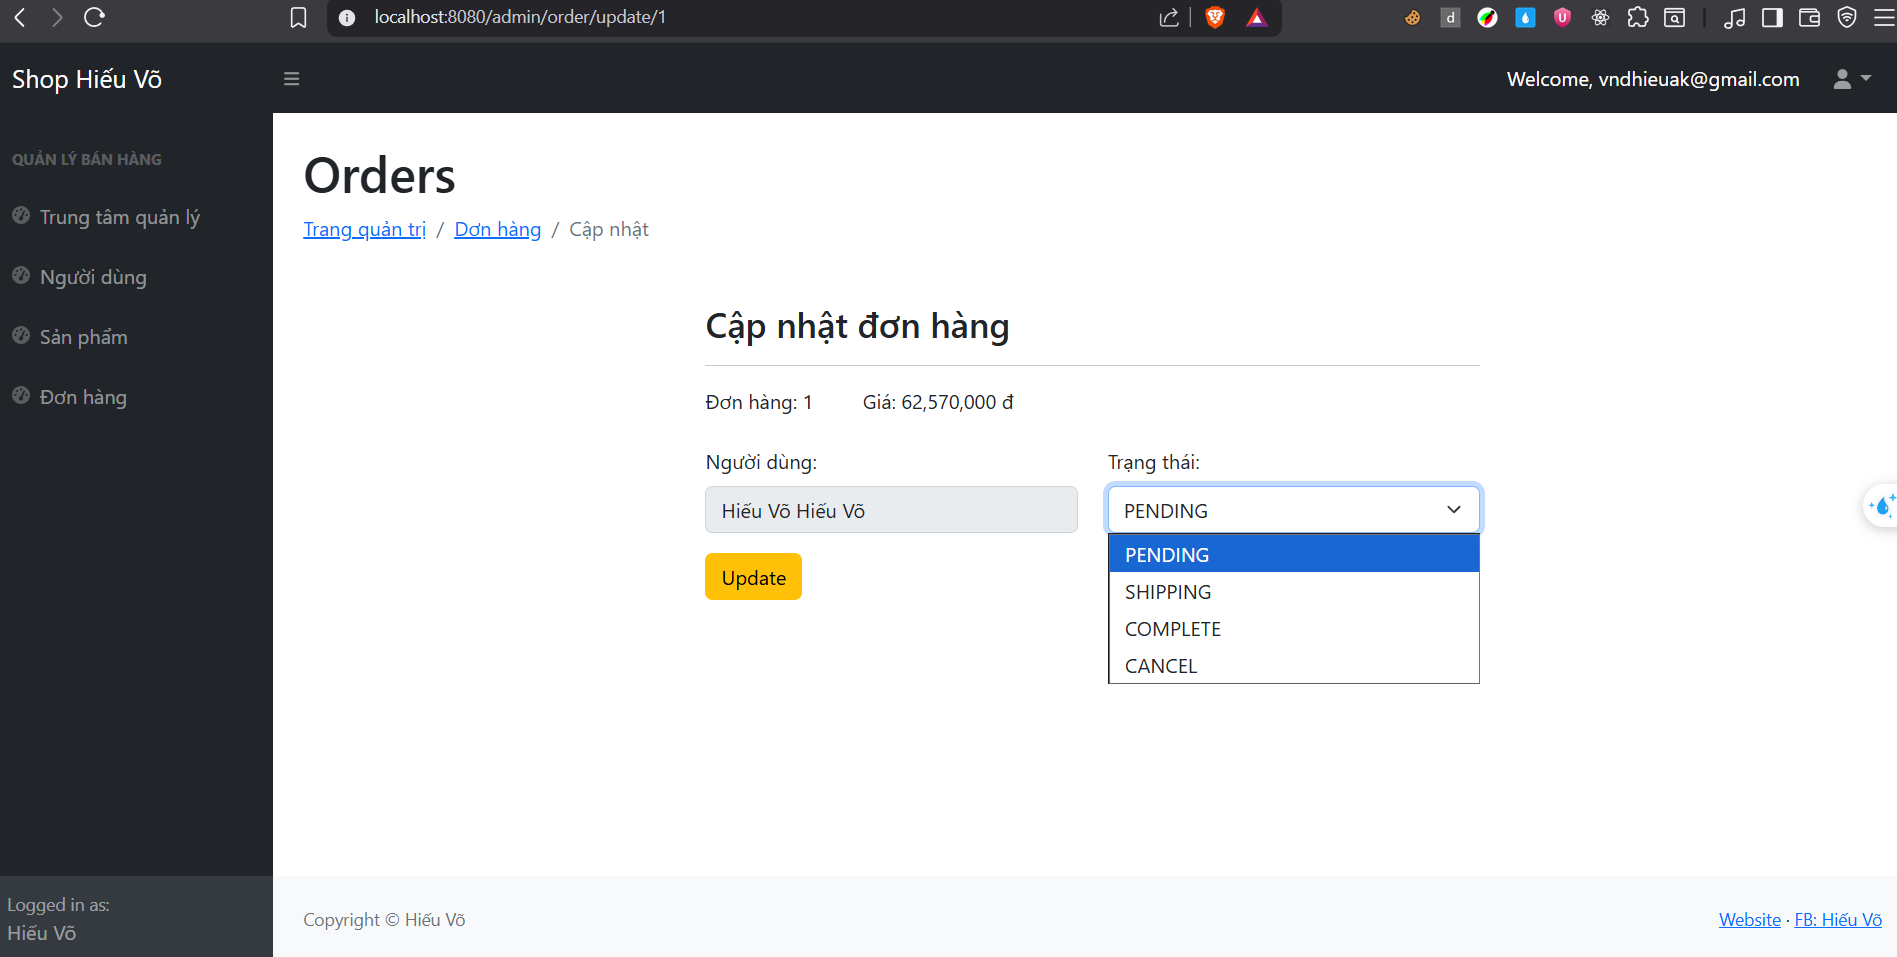 localhost:8080/admin/order/update/1
Shop Hiếu Võ
Welcome, vndhieuak@gmail.com
QUẢN LÝ BÁN HÀNG
Trung tâm quản lý
Người dùng
Sản phẩm
Đơn hàng
Orders
Trang quản trị / Đơn hàng / Cập nhật
Cập nhật đơn hàng
Đơn hàng: 1 Giá: 62,570,000 đ
Người dùng: Trạng thái:
Hiếu Võ Hiếu Võ PENDING
Update
PENDING
SHIPPING
COMPLETE
CANCEL
Logged in as:
Hiếu Võ
Copyright © Hiếu Võ
Website · FB: Hiếu Võ